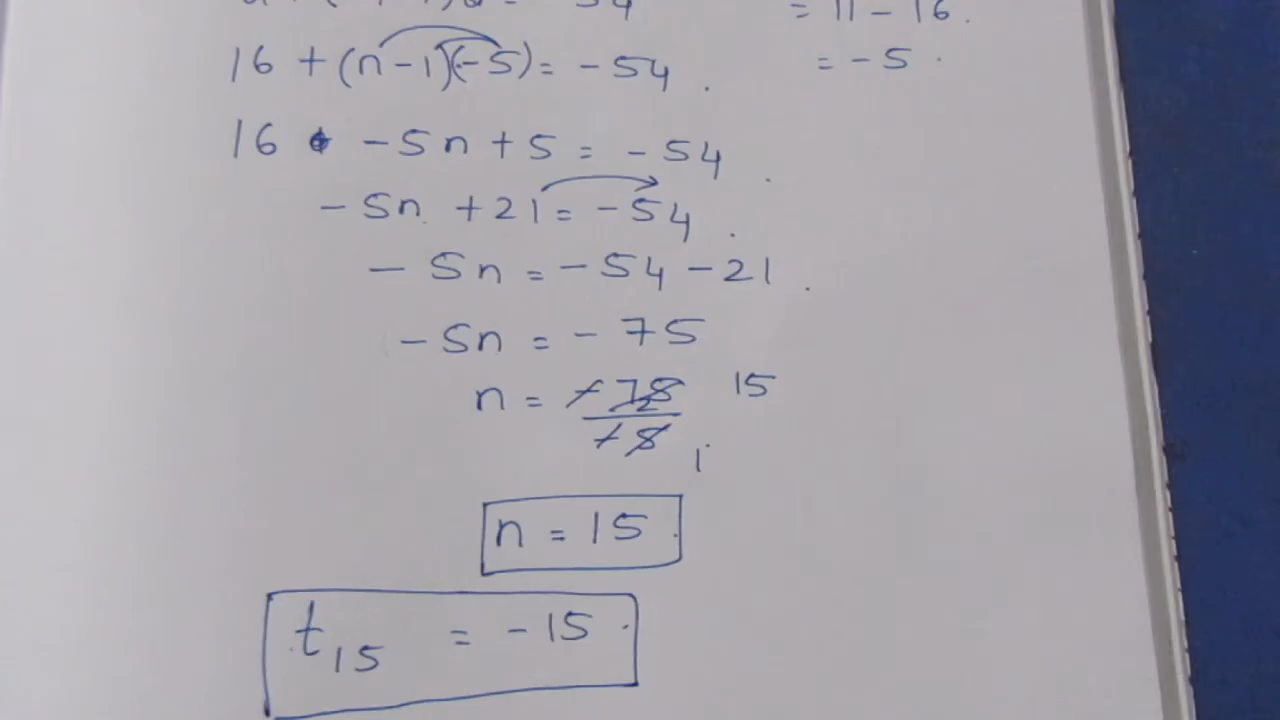 = 11 - 16.
16 + (n - 1)(-5) = -54.
= -5.
16 -5n + 5 = -54.
-5n + 21 = -54.
-5n = -54 - 21.
-5n = -75
n = -75 15
-5 1
n = 15.
t15 = -15.